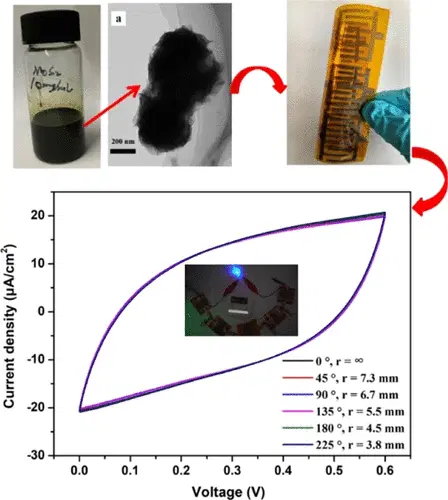 MoS2
10mg/mL
a
200 nm
20
10
0
-10
-20
-30
Current density (µA/cm²)
0 °, r = ∞
45 °, r = 7.3 mm
90 °, r = 6.7 mm
135 °, r = 5.5 mm
180 °, r = 4.5 mm
225 °, r = 3.8 mm
0.0 0.1 0.2 0.3 0.4 0.5 0.6
Voltage (V)